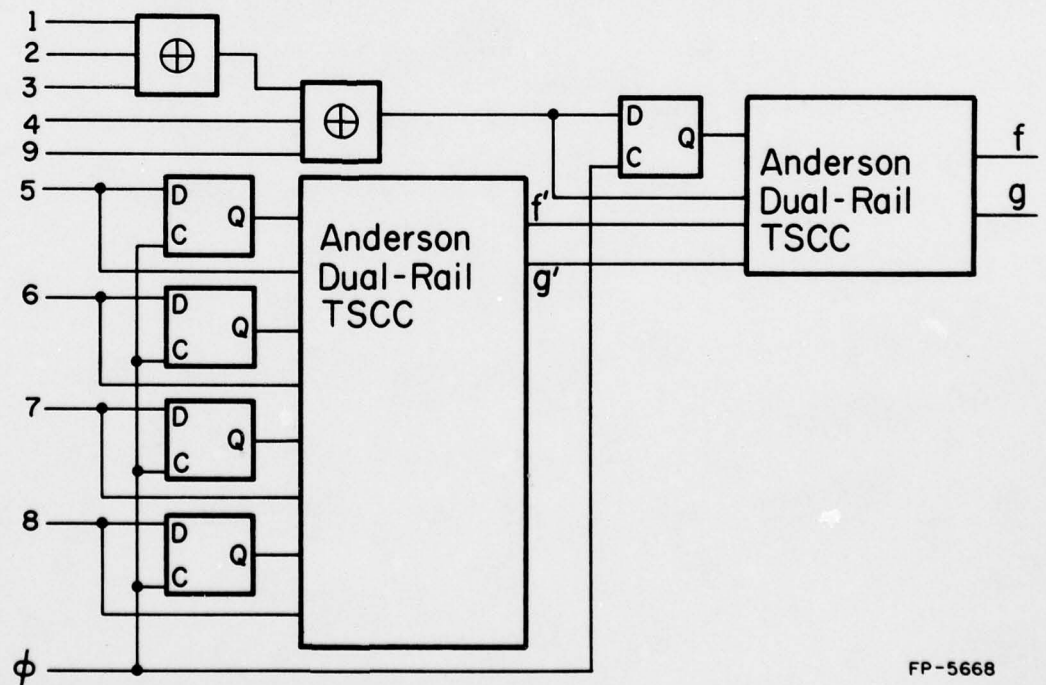 1
2
3
4
9
5
6
7
8
ϕ
D
C
Q
D
C
Q
D
C
Q
D
C
Q
Anderson
Dual-Rail
TSCC
f'
g'
D
C
Q
Anderson
Dual-Rail
TSCC
f
g
FP-5668